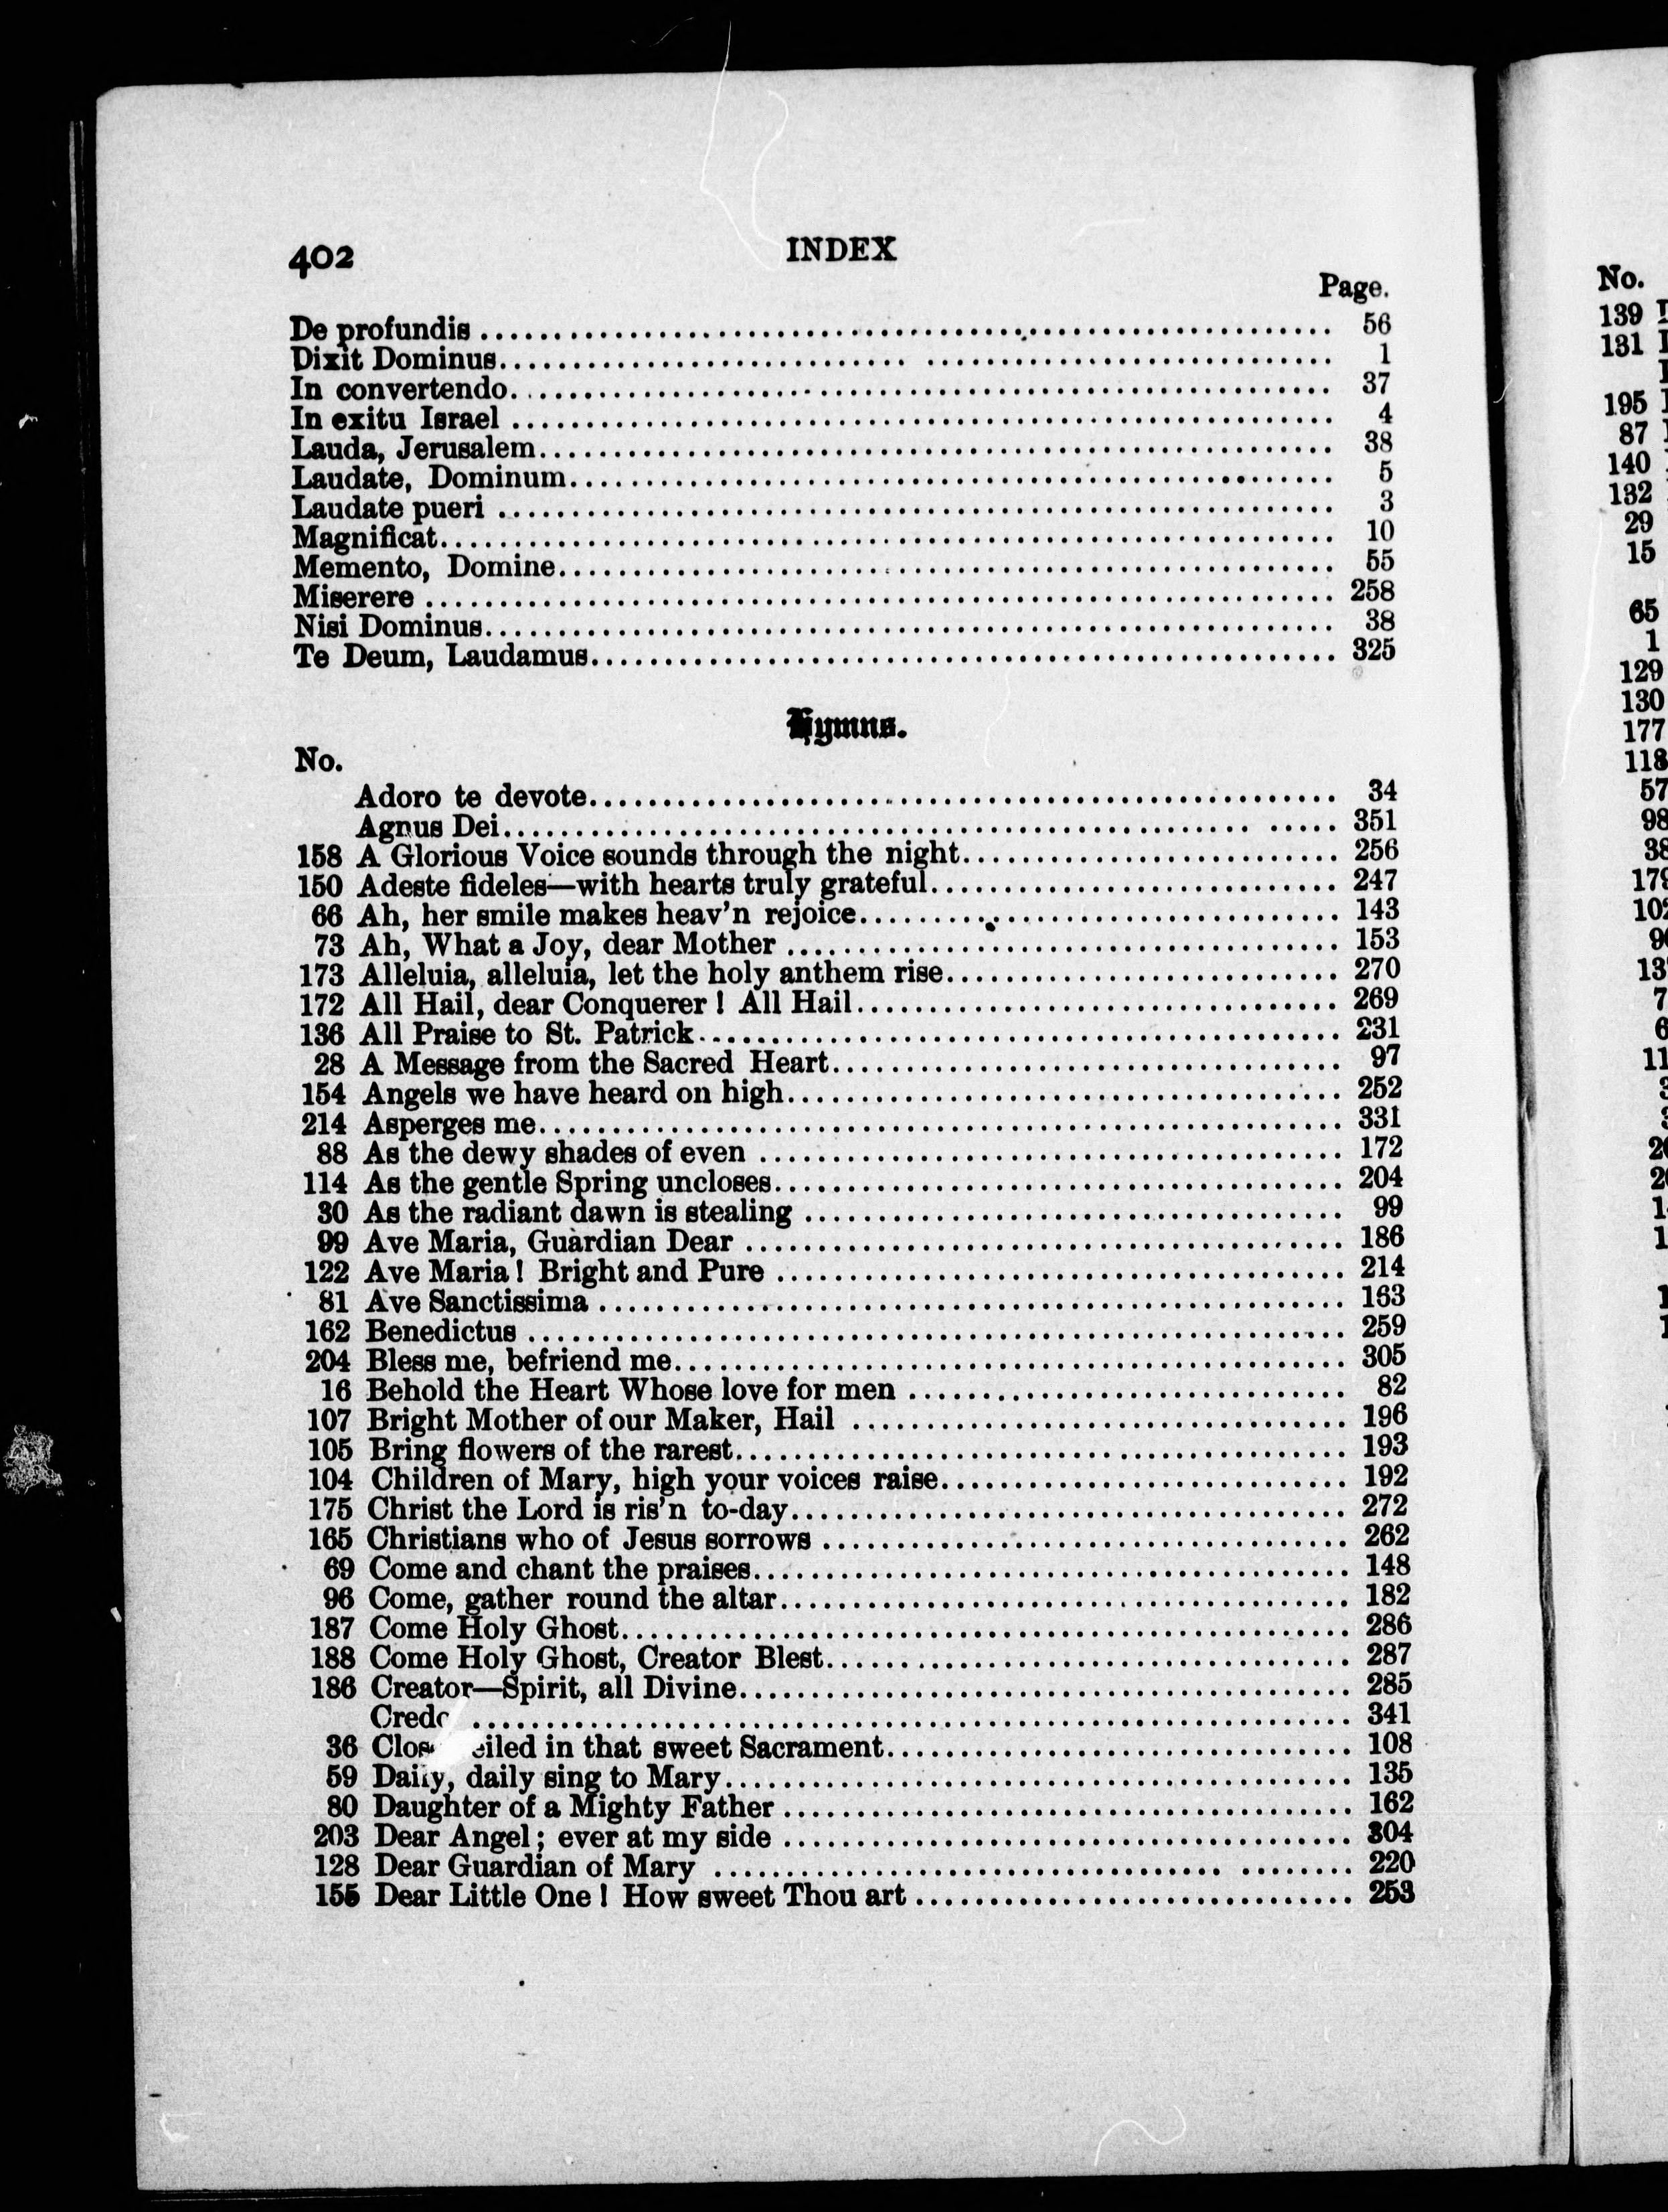 402 INDEX
Page.
De profundis ........................................................ 56
Dixit Dominus........................................................ 1
In convertendo........................................................ 37
In exitu Israel ........................................................ 4
Lauda, Jerusalem........................................................ 38
Laudate, Dominum........................................................ 5
Laudate pueri ........................................................ 3
Magnificat........................................................ 10
Memento, Domine........................................................ 55
Miserere ........................................................ 258
Nisi Dominus........................................................ 38
Te Deum, Laudamus........................................................ 325
Hymns.
No.
Adoro te devote.................................................. 34
Agnus Dei.................................................. 351
158 A Glorious Voice sounds through the night.......................... 256
150 Adeste fideles—with hearts truly grateful............................ 247
66 Ah, her smile makes heav'n rejoice................................. 143
73 Ah, What a Joy, dear Mother ...................................... 153
173 Alleluia, alleluia, let the holy anthem rise........................... 270
172 All Hail, dear Conquerer ! All Hail................................. 269
136 All Praise to St. Patrick............................................ 231
28 A Message from the Sacred Heart................................... 97
154 Angels we have heard on high...................................... 252
214 Asperges me....................................................... 331
88 As the dewy shades of even ........................................ 172
114 As the gentle Spring uncloses....................................... 204
30 As the radiant dawn is stealing ..................................... 99
99 Ave Maria, Guardian Dear ......................................... 186
122 Ave Maria ! Bright and Pure ....................................... 214
81 Ave Sanctissima ................................................... 163
162 Benedictus ........................................................ 259
204 Bless me, befriend me.............................................. 305
16 Behold the Heart Whose love for men .............................. 82
107 Bright Mother of our Maker, Hail .................................. 196
105 Bring flowers of the rarest.......................................... 193
104 Children of Mary, high your voices raise............................ 192
175 Christ the Lord is ris'n to-day...................................... 272
165 Christians who of Jesus sorrows .................................... 262
69 Come and chant the praises......................................... 148
96 Come, gather round the altar....................................... 182
187 Come Holy Ghost.................................................. 286
188 Come Holy Ghost, Creator Blest.................................... 287
186 Creator—Spirit, all Divine.......................................... 285
Credo ............................................................ 341
36 in that sweet Sacrament................................ 108
59 Daily, daily sing to Mary........................................... 135
80 Daughter of a Mighty Father ....................................... 162
203 Dear Angel ; ever at my side ....................................... 304
128 Dear Guardian of Mary ............................................ 220
155 Dear Little One ! How sweet Thou art .............................. 253
No.
139
131
195
87
140
132
29
15
65
1
129
130
177
118
57